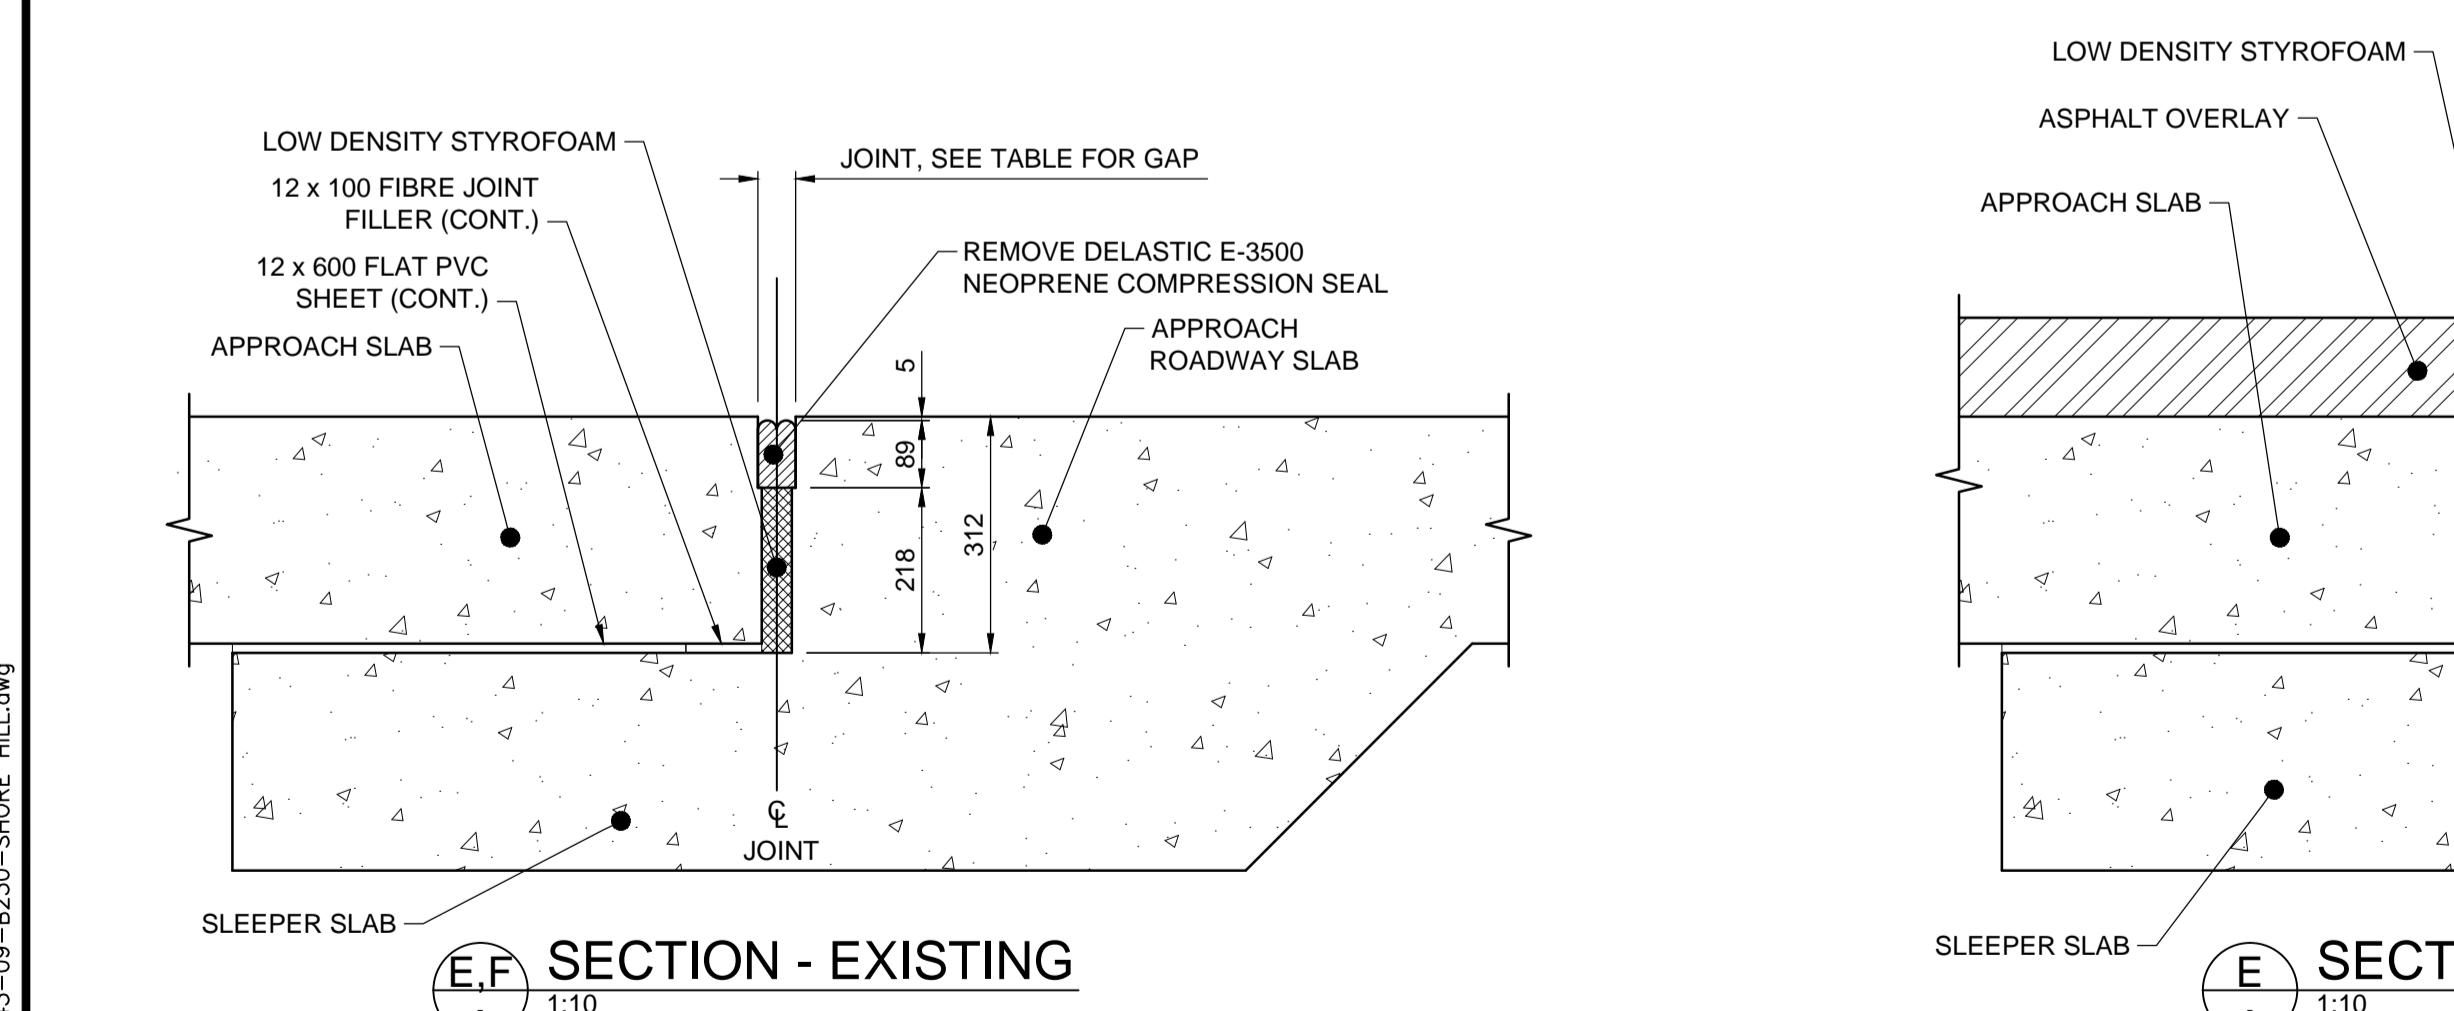 LOW DENSITY STYROFOAM
12 x 100 FIBRE JOINT
FILLER (CONT.)
12 x 600 FLAT PVC
SHEET (CONT.)
APPROACH SLAB
JOINT, SEE TABLE FOR GAP
REMOVE DELASTIC E-3500
NEOPRENE COMPRESSION SEAL
APPROACH
ROADWAY SLAB
5
89
218
312
℄
JOINT
SLEEPER SLAB
E,F
SECTION - EXISTING
1:10
LOW DENSITY STYROFOAM
ASPHALT OVERLAY
APPROACH SLAB
SLEEPER SLAB
E
SECT
1:10
HILL.dwg